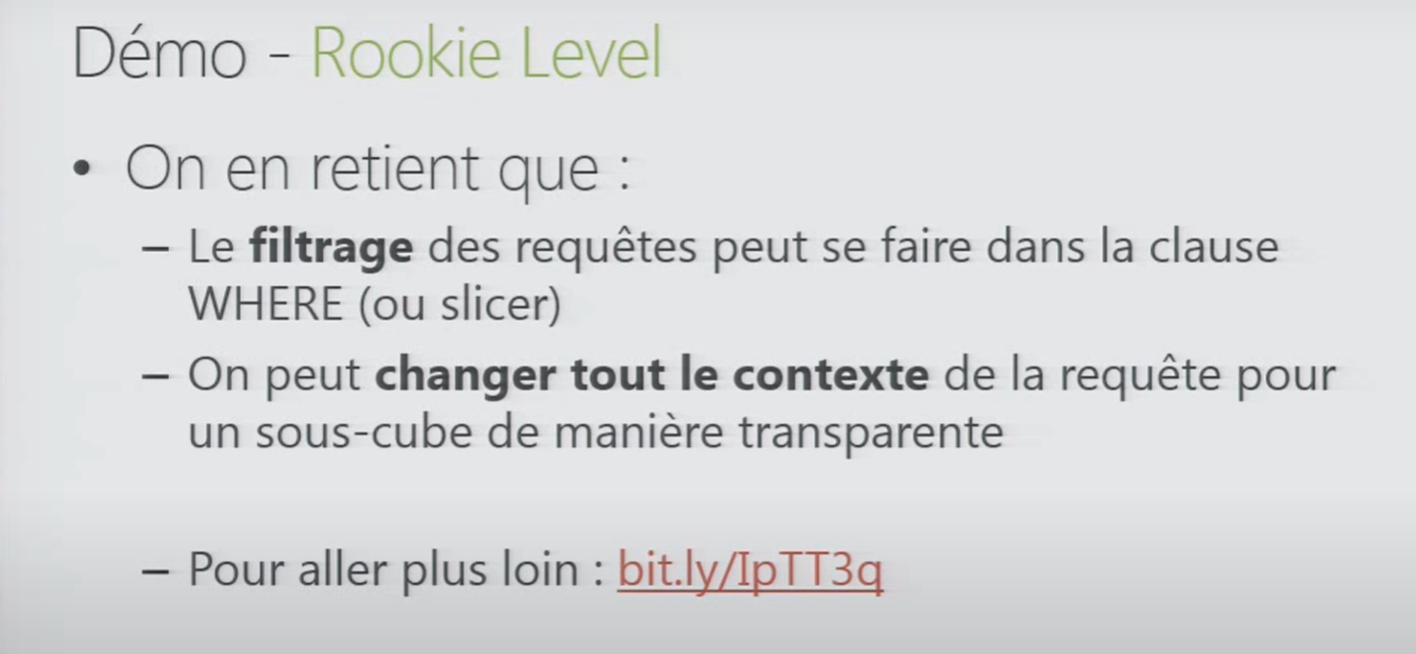 Démo - Rookie Level
• On en retient que :
– Le filtrage des requêtes peut se faire dans la clause
WHERE (ou slicer)
– On peut changer tout le contexte de la requête pour
un sous-cube de manière transparente
– Pour aller plus loin : bit.ly/IpTT3q